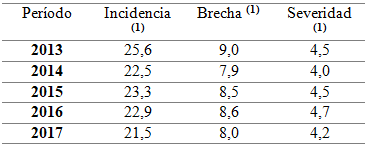 Período Incidencia (1) Brecha (1) Severidad (1)
2013 25,6 9,0 4,5
2014 22,5 7,9 4,0
2015 23,3 8,5 4,5
2016 22,9 8,6 4,7
2017 21,5 8,0 4,2